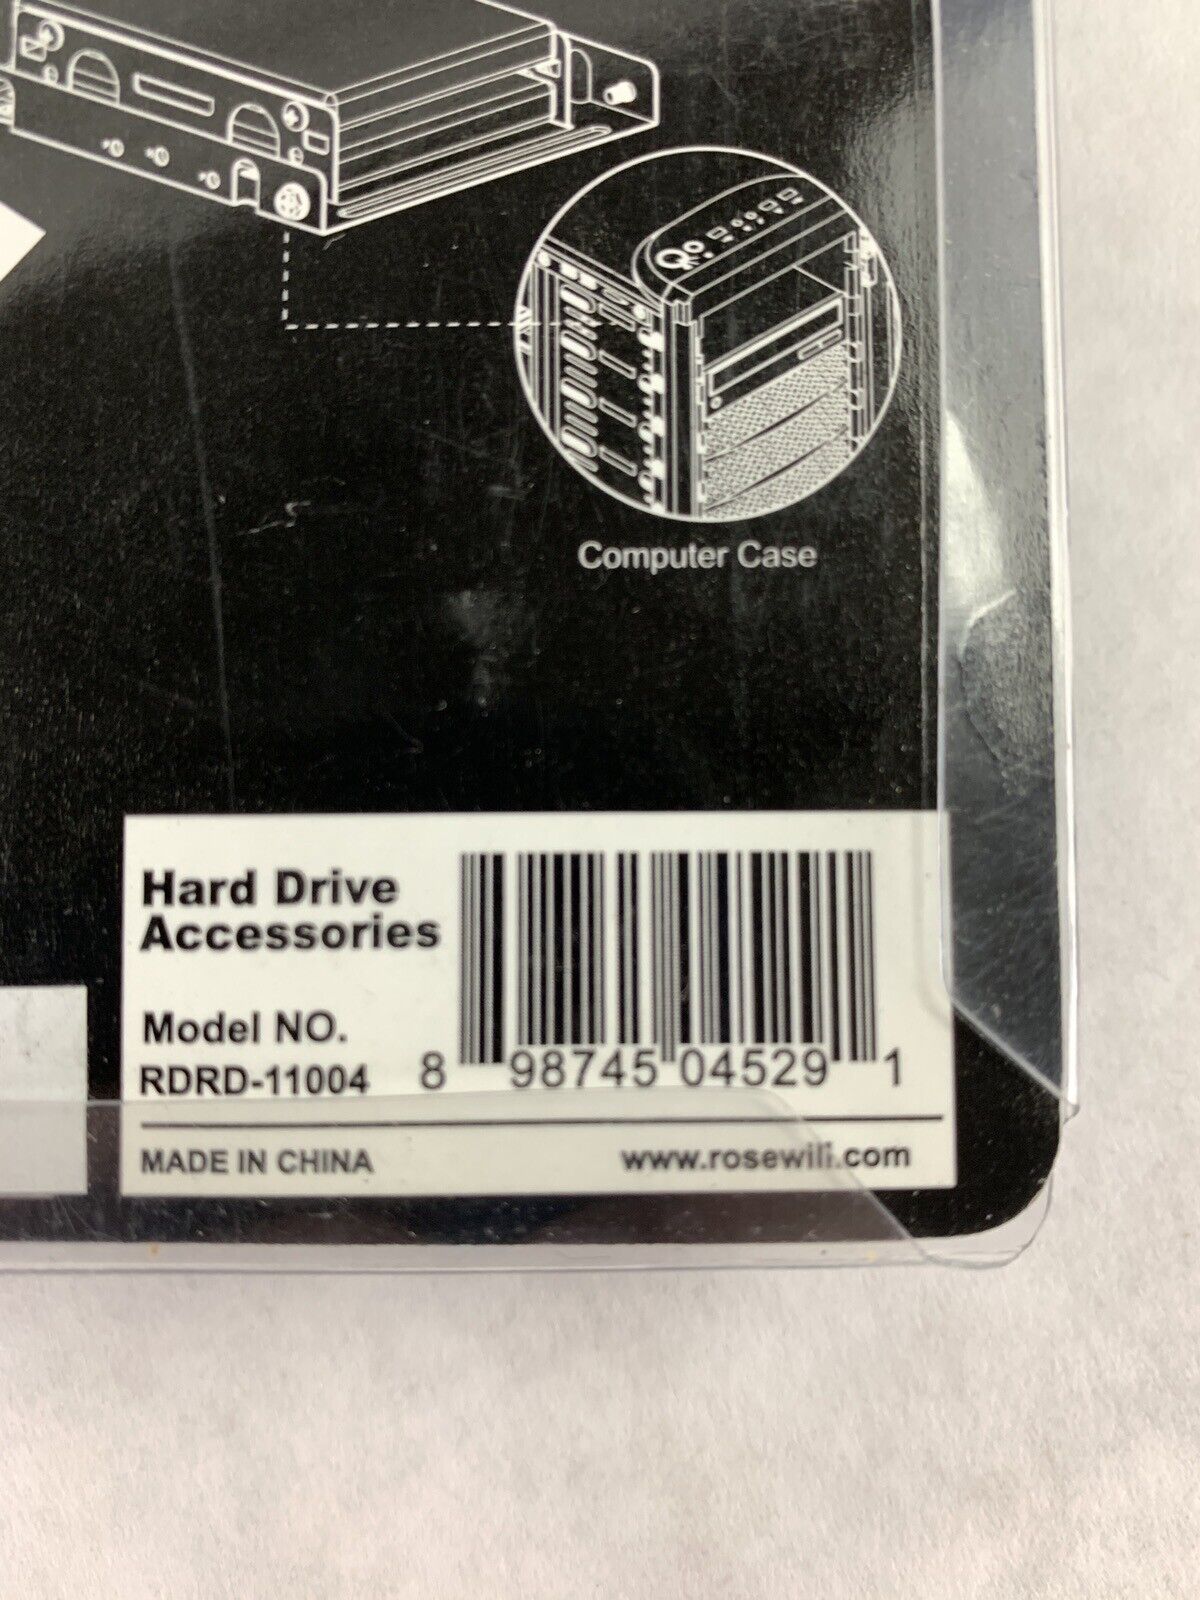 Computer Case
Hard Drive
Accessories
Model NO.
RDRD-11004
8 98745 04529 1
MADE IN CHINA
www.rosewill.com